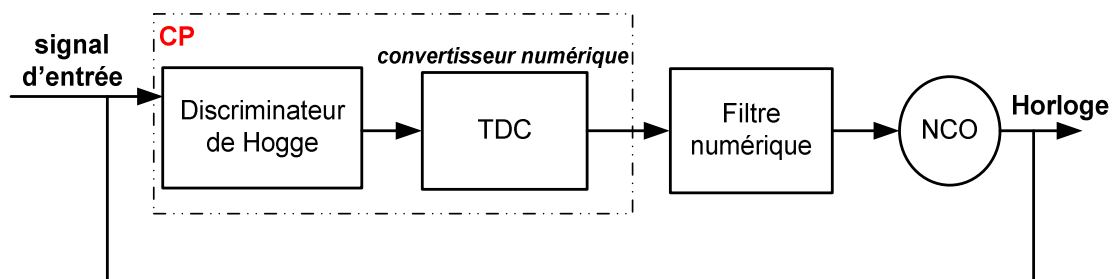 signal
d'entrée
CP
convertisseur numérique
Discriminateur
de Hogge
TDC
Filtre
numérique
NCO
Horloge